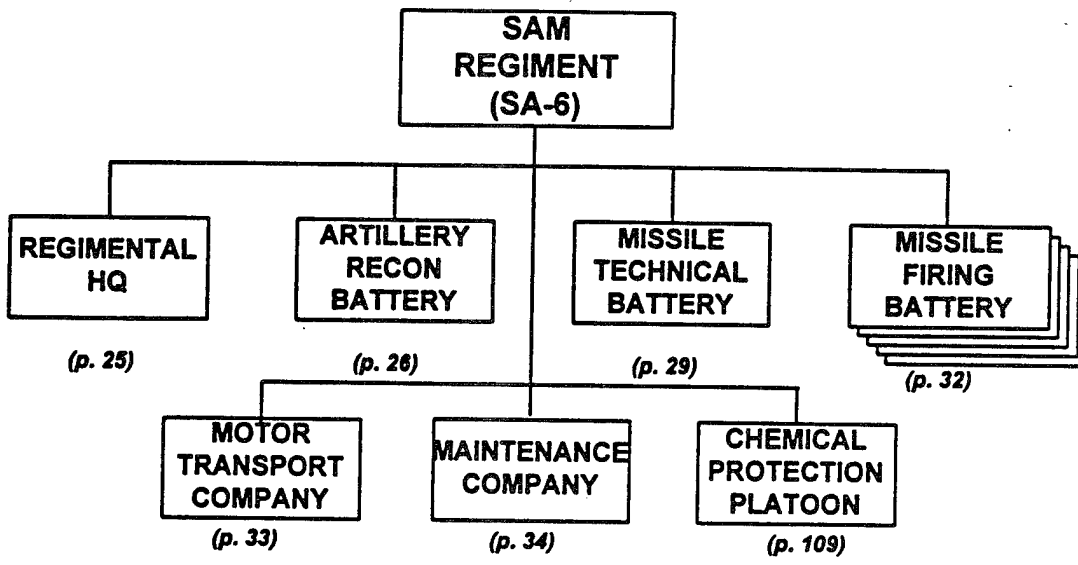 SAM
REGIMENT
(SA-6)
REGIMENTAL
HQ
ARTILLERY
RECON
BATTERY
MISSILE
TECHNICAL
BATTERY
MISSILE
FIRING
BATTERY
(p. 25)
(p. 26)
(p. 29)
(p. 32)
MOTOR
TRANSPORT
COMPANY
MAINTENANCE
COMPANY
CHEMICAL
PROTECTION
PLATOON
(p. 33)
(p. 34)
(p. 109)